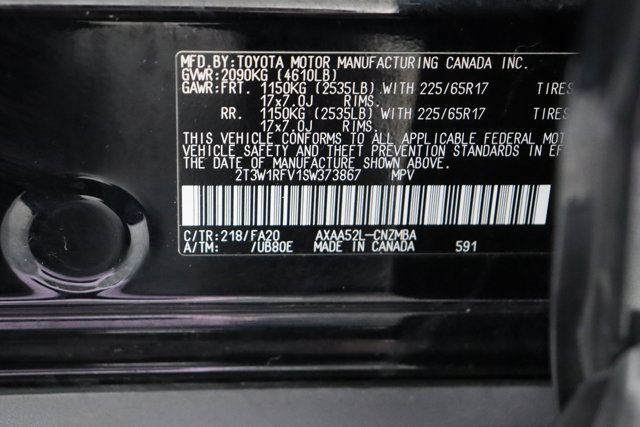 MFD.BY:TOYOTA MOTOR MANUFACTURING CANADA INC.
GVWR:2090KG (4610LB)
GAWR:FRT. 1150KG (2535LB) WITH 225/65R17 TIRES
17x7.0J RIMS.
RR. 1150KG (2535LB) WITH 225/65R17 TIRES
17x7.0J RIMS.
THIS VEHICLE CONFORMS TO ALL APPLICABLE FEDERAL MOT
VEHICLE SAFETY AND THEFT PREVENTION STANDARDS IN EF
THE DATE OF MANUFACTURE SHOWN ABOVE.
2T3W1RFV1SW373867 MPV
C/TR:218/FA20 AXAA52L-CNZMBA
A/TM: /UB80E MADE IN CANADA 591